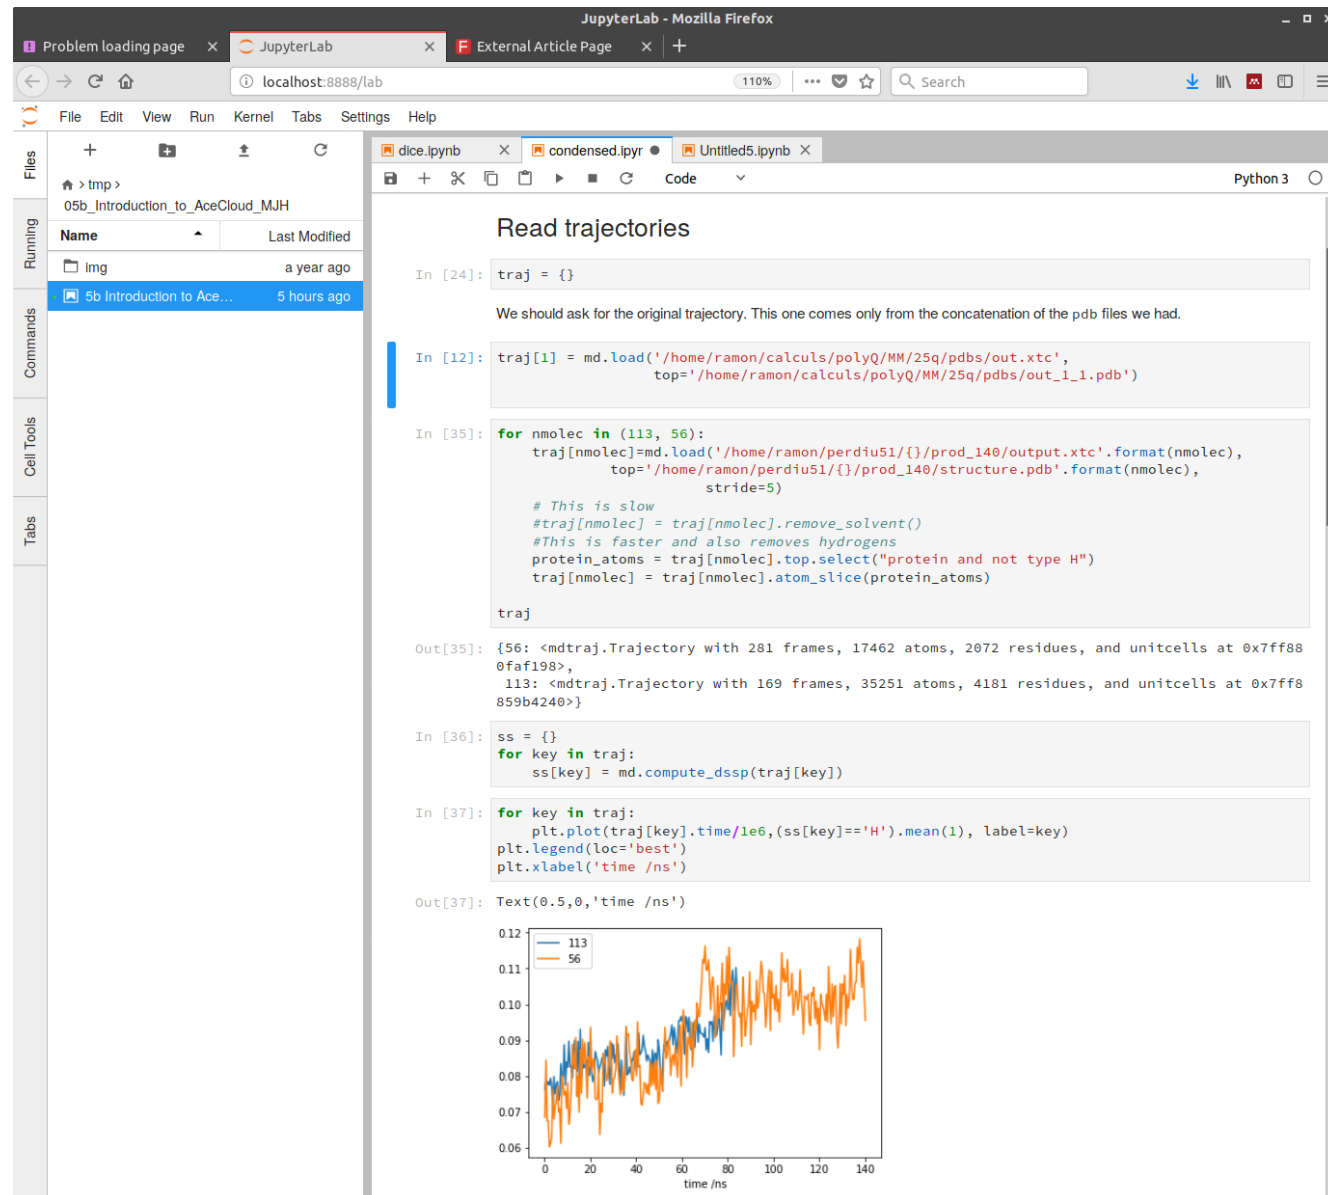 JupyterLab - Mozilla Firefox
Problem loading page
JupyterLab
External Article Page
localhost:8888/lab
110%
Search
File Edit View Run Kernel Tabs Settings Help
Files
Running
Commands
Cell Tools
Tabs
> tmp >
05b_Introduction_to_AceCloud_MJH
Name Last Modified
img a year ago
5b Introduction to Ace... 5 hours ago
dice.ipynb
condensed.ipyr
Untitled5.ipynb
Code
Python 3
Read trajectories
In [24]: traj = {}
We should ask for the original trajectory. This one comes only from the concatenation of the pdb files we had.
In [12]: traj[1] = md.load('/home/ramon/calculs/polyQ/MM/25q/pdbs/out.xtc',
top='/home/ramon/calculs/polyQ/MM/25q/pdbs/out_1_1.pdb')
In [35]: for nmolec in (113, 56):
traj[nmolec]=md.load('/home/ramon/perdiu51/{}/prod_140/output.xtc'.format(nmolec),
top='/home/ramon/perdiu51/{}/prod_140/structure.pdb'.format(nmolec),
stride=5)
# This is slow
#traj[nmolec] = traj[nmolec].remove_solvent()
#This is faster and also removes hydrogens
protein_atoms = traj[nmolec].top.select("protein and not type H")
traj[nmolec] = traj[nmolec].atom_slice(protein_atoms)
traj
Out[35]: {56: <mdtraj.Trajectory with 281 frames, 17462 atoms, 2072 residues, and unitcells at 0x7ff88
0faf198>,
113: <mdtraj.Trajectory with 169 frames, 35251 atoms, 4181 residues, and unitcells at 0x7ff8
859b4240>}
In [36]: ss = {}
for key in traj:
ss[key] = md.compute_dssp(traj[key])
In [37]: for key in traj:
plt.plot(traj[key].time/1e6,(ss[key]=='H').mean(1), label=key)
plt.legend(loc='best')
plt.xlabel('time /ns')
Out[37]: Text(0.5,0,'time /ns')
0.12
0.11
0.10
0.09
0.08
0.07
0.06
113
56
0 20 40 60 80 100 120 140
time /ns